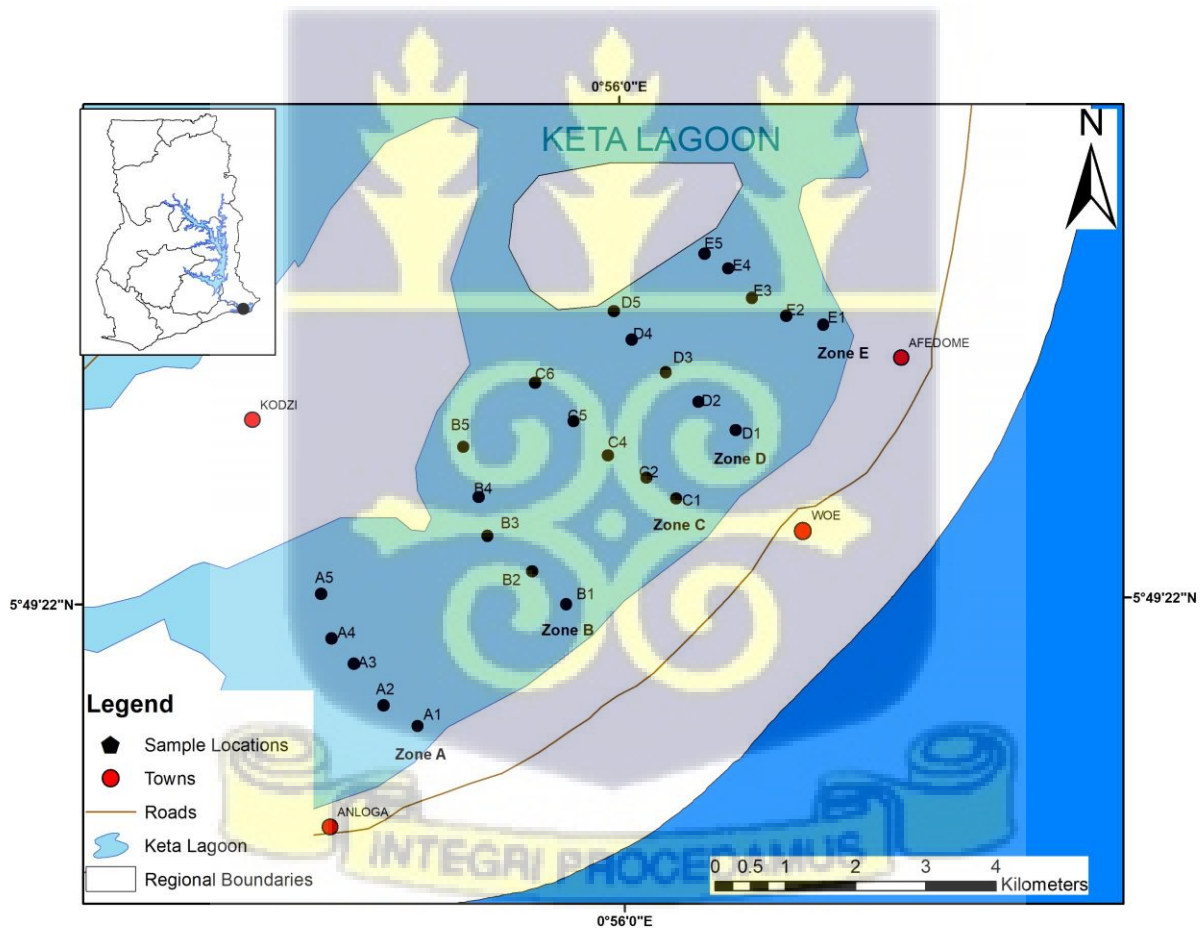 0°56'0"E
KETA LAGOON
N
E5
E4
E3
E2
E1
Zone E
AFEDOME
D5
D4
D3
D2
D1
Zone D
KODZI
C6
C5
C4
C2
C1
Zone C
B5
B4
B3
B2
B1
Zone B
WOE
5°49'22"N
5°49'22"N
A5
A4
A3
A2
A1
Zone A
Legend
Sample Locations
Towns
Roads
Keta Lagoon
Regional Boundaries
ANLOGA
INTEGRI PROCEDAMUS
0 0.5 1 2 3 4
Kilometers
0°56'0"E